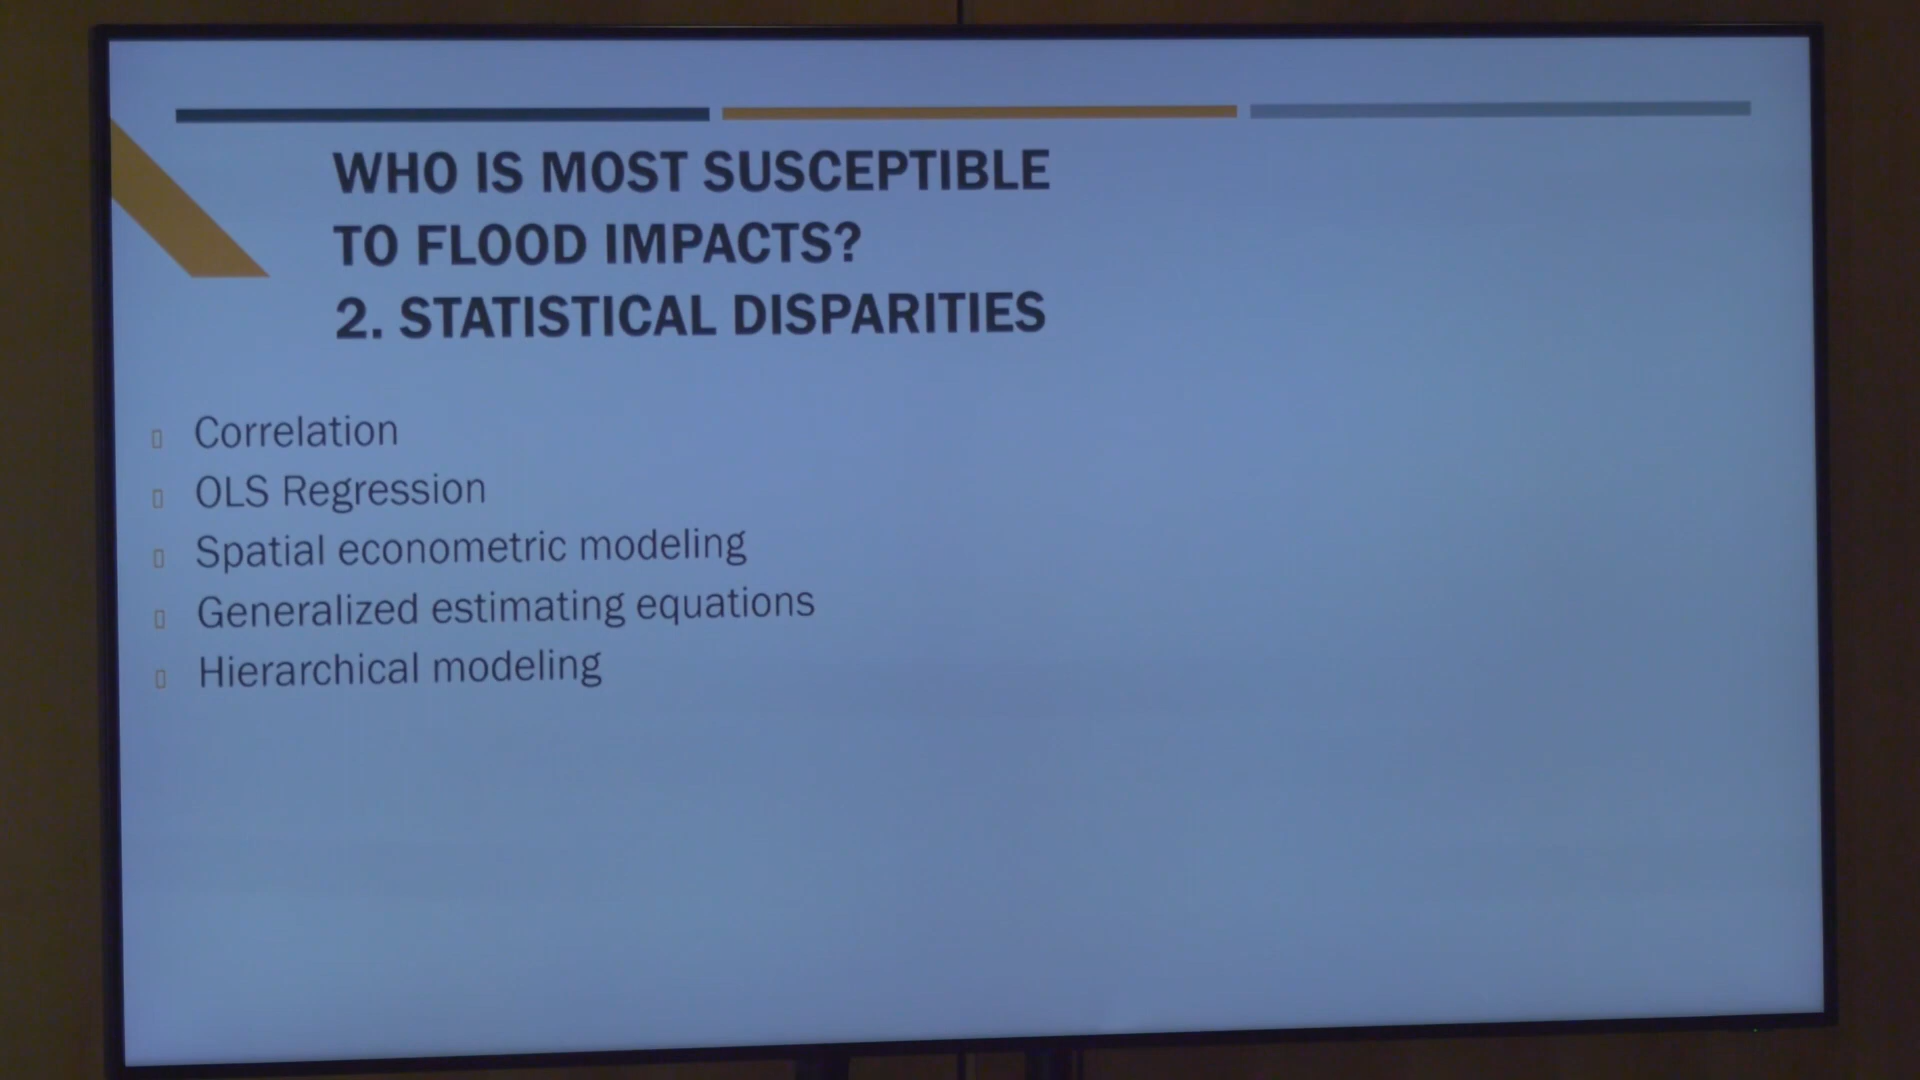 WHO IS MOST SUSCEPTIBLE
TO FLOOD IMPACTS?
2. STATISTICAL DISPARITIES
Correlation
OLS Regression
Spatial econometric modeling
Generalized estimating equations
Hierarchical modeling